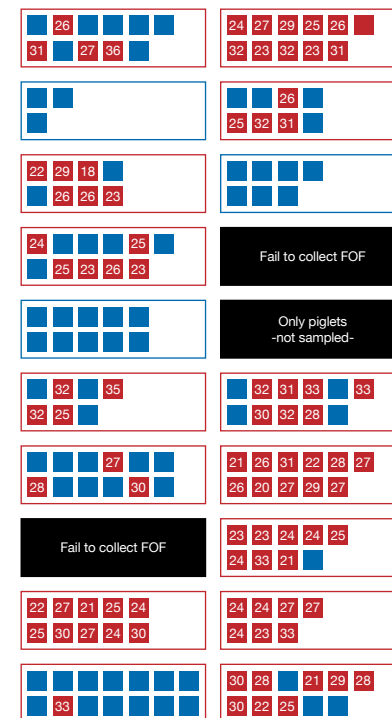 26
31 27 36
24 27 29 25 26
32 23 32 23 31
26
25 32 31
22 29 18
26 26 23
24 25
25 23 26 23
Fail to collect FOF
Only piglets
-not sampled-
32 35
32 25
32 31 33 33
30 32 28
27
28 30
21 26 31 22 28 27
26 20 27 29 27
Fail to collect FOF
23 23 24 24 25
24 33 21
22 27 21 25 24
25 30 27 24 30
24 24 27 27
24 23 33
33
30 28 21 29 28
30 22 25